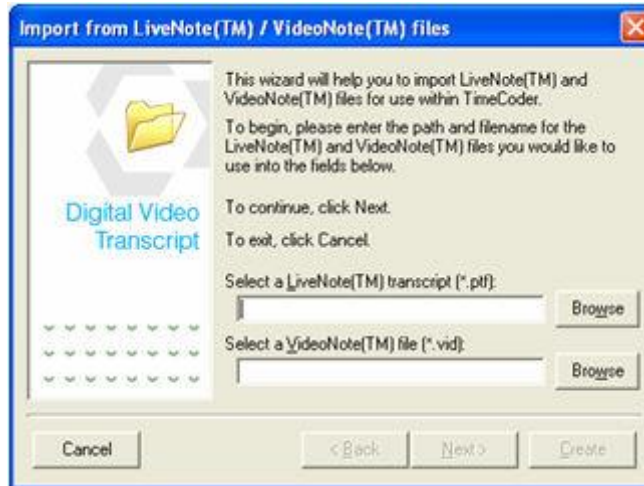 Import from LiveNote(TM) / VideoNote(TM) files
This wizard will help you to import LiveNote(TM) and
VideoNote(TM) files for use within TimeCoder.
To begin, please enter the path and filename for the
LiveNote(TM) and VideoNote(TM) files you would like to
use into the fields below.
Digital Video
Transcript
To continue, click Next.
To exit, click Cancel.
Select a LiveNote(TM) transcript (*.ptf):
Browse
Select a VideoNote(TM) file (*.vid):
Browse
Cancel
< Back
Next >
Create